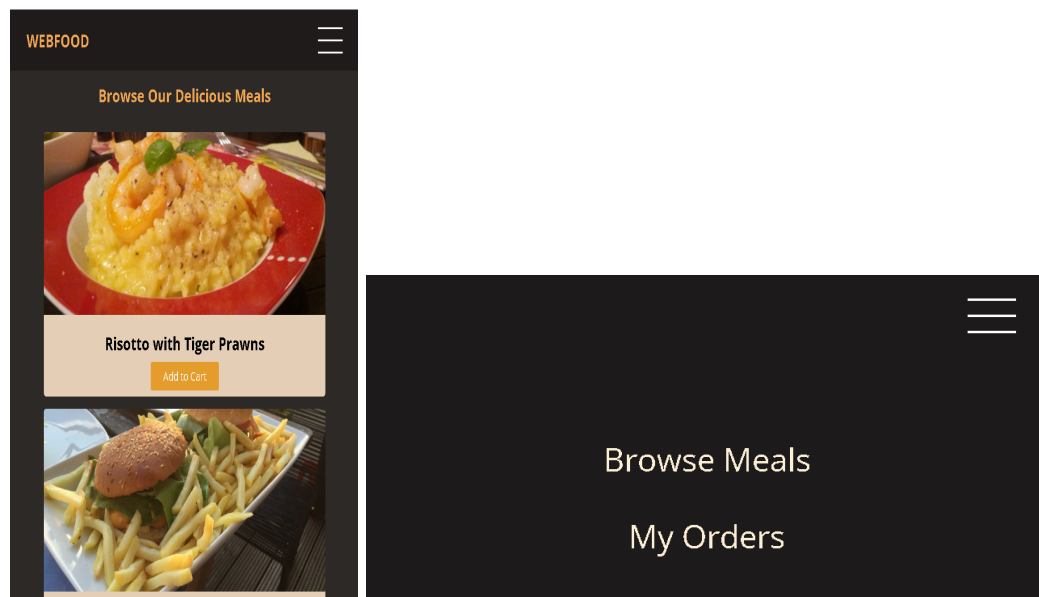 WEBFOOD
Browse Our Delicious Meals
Risotto with Tiger Prawns
Add to Cart
Browse Meals
My Orders